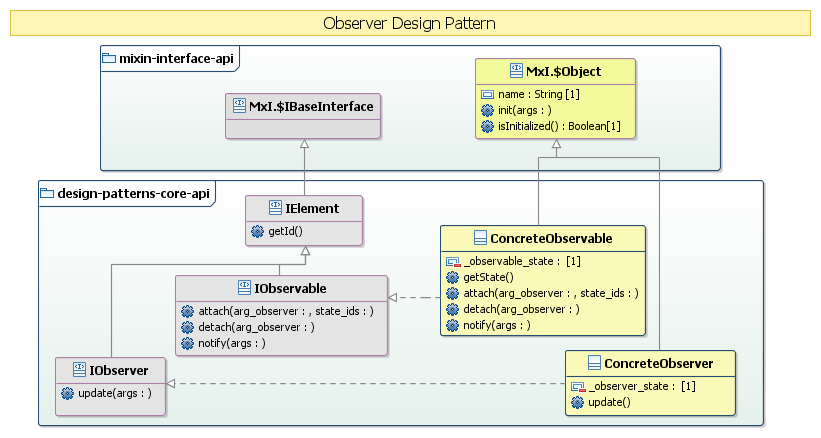 Observer Design Pattern
mixin-interface-api
MxI.$Object
name : String [1]
init(args : )
isInitialized() : Boolean[1]
MxI.$IBaseInterface
design-patterns-core-api
IElement
getId()
ConcreteObservable
_observable_state : [1]
getState()
attach(arg_observer : , state_ids : )
detach(arg_observer : )
notify(args : )
IObservable
attach(arg_observer : , state_ids : )
detach(arg_observer : )
notify(args : )
IObserver
update(args : )
ConcreteObserver
_observer_state : [1]
update()